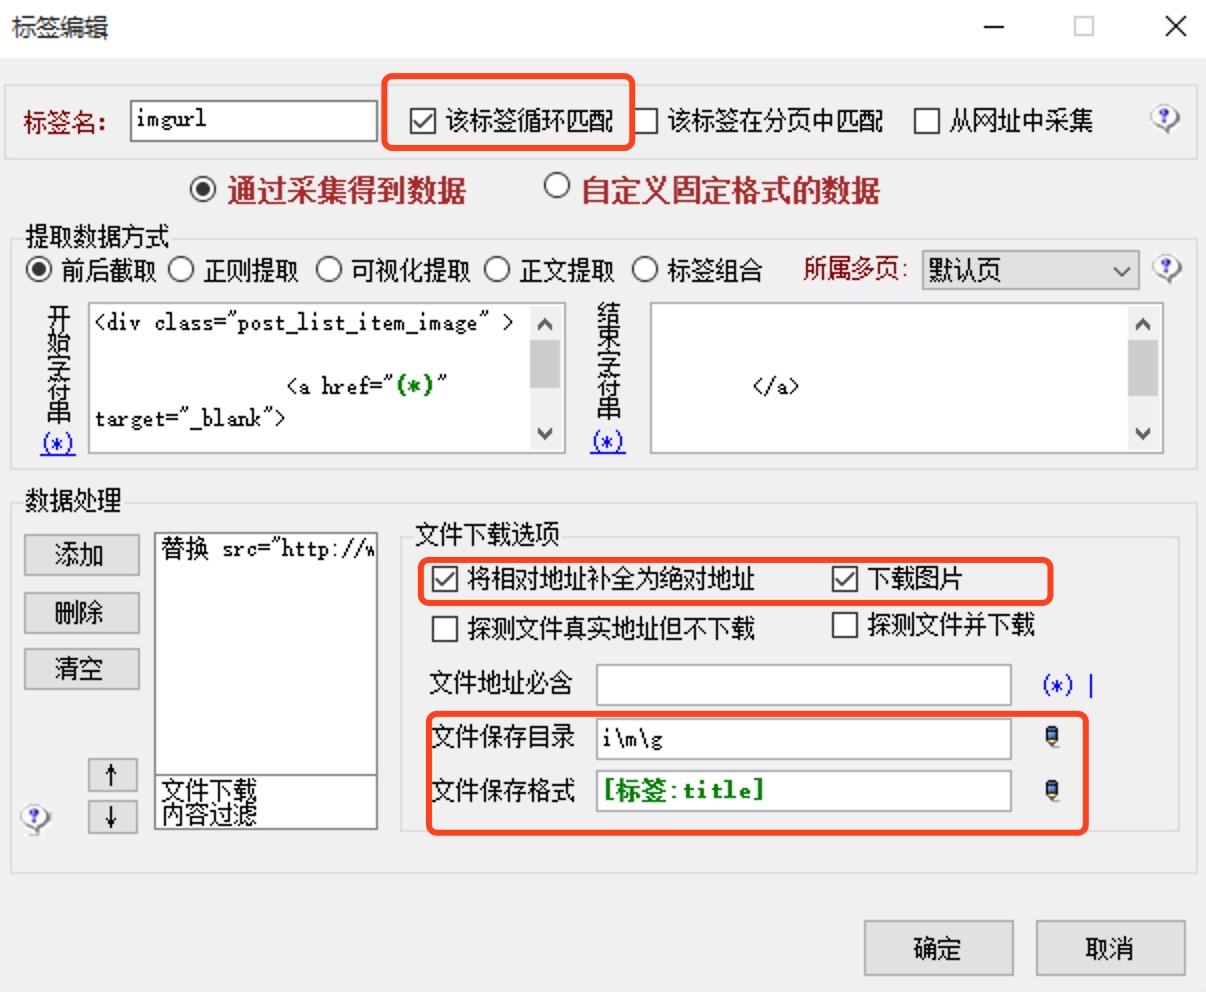 标签编辑
标签名: imgurl 该标签循环匹配 该标签在分页中匹配 从网址中采集
通过采集得到数据 自定义固定格式的数据
提取数据方式
前后截取 正则提取 可视化提取 正文提取 标签组合 所属多页: 默认页
开始字符串
(*)
<div class="post_list_item_image" >
<a href="(*)"
target="_blank">
结束字符串
(*)
</a>
数据处理
添加
删除
清空
↑
↓
替换 src="http://w
文件下载
内容过滤
文件下载选项
将相对地址补全为绝对地址 下载图片
探测文件真实地址但不下载 探测文件并下载
文件地址必含 (*) |
文件保存目录 i\m\g
文件保存格式 [标签:title]
确定 取消